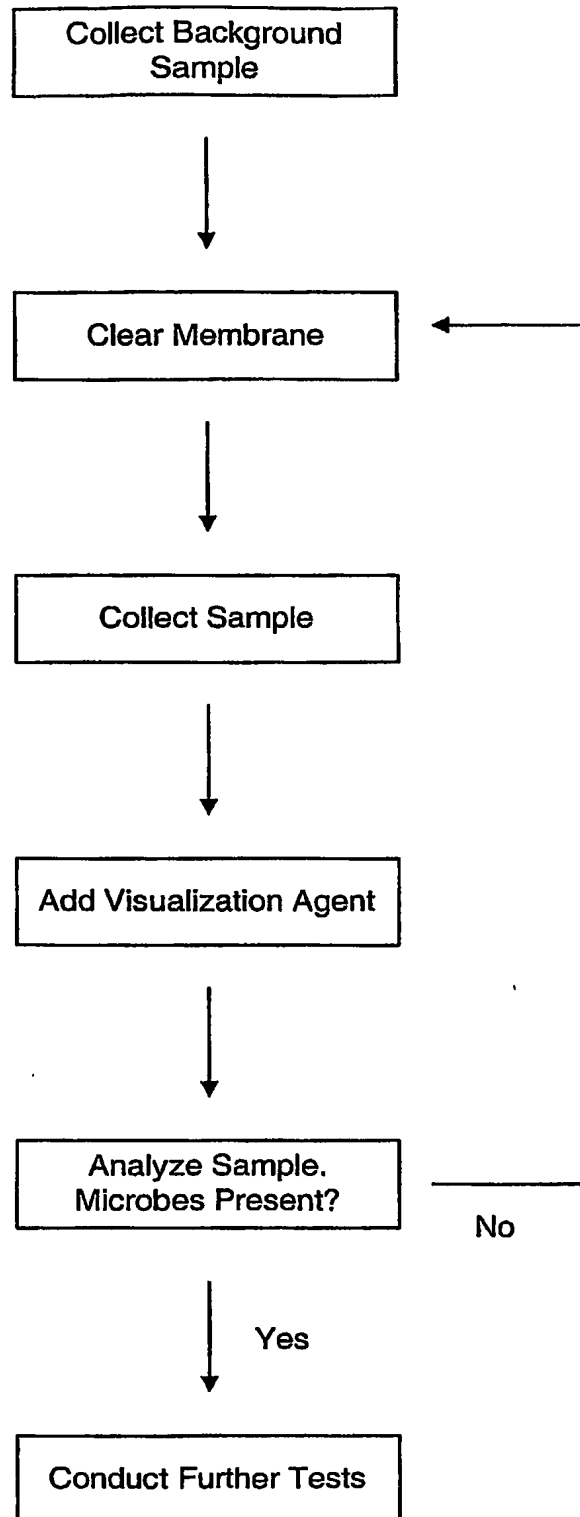 Collect Background
Sample
Clear Membrane
Collect Sample
Add Visualization Agent
Analyze Sample.
Microbes Present?
No
Yes
Conduct Further Tests